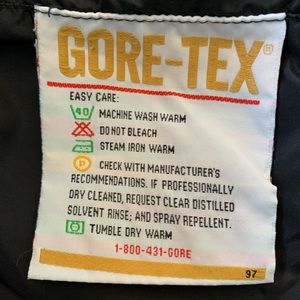 GORE-TEX®
EASY CARE:
40 MACHINE WASH WARM
DO NOT BLEACH
STEAM IRON WARM
P CHECK WITH MANUFACTURER'S
RECOMMENDATIONS. IF PROFESSIONALLY
DRY CLEANED, REQUEST CLEAR DISTILLED
SOLVENT RINSE; AND SPRAY REPELLENT.
TUMBLE DRY WARM
1-800-431-GORE
97